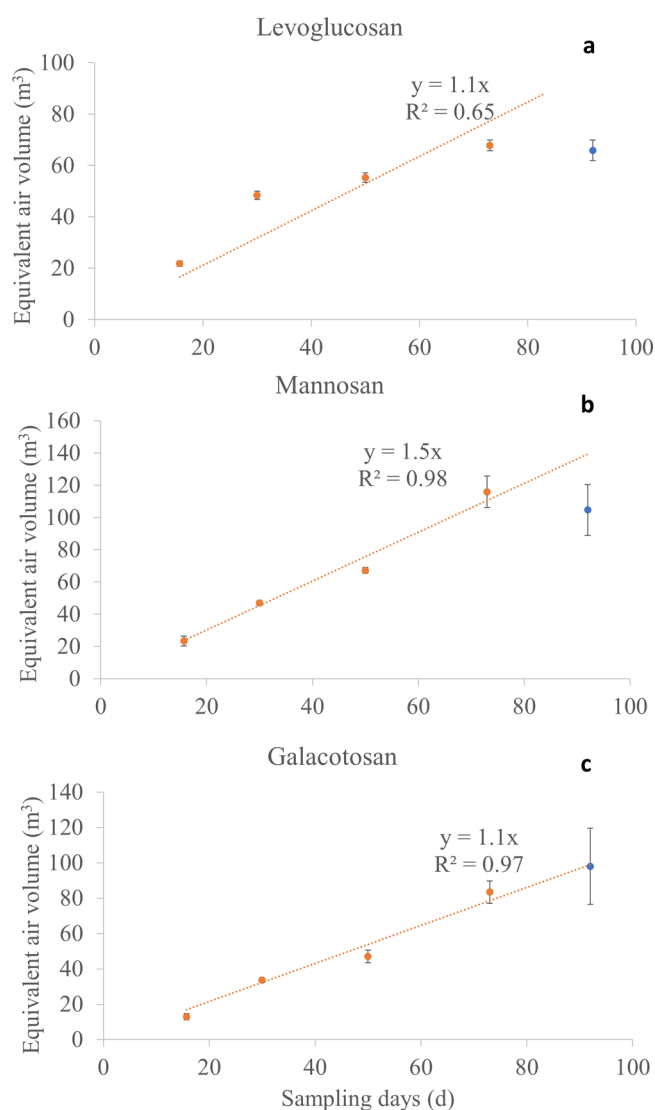 Levoglucosan
a
Equivalent air volume (m³)
100
80
60
40
20
0
y = 1.1x
R² = 0.65
0 20 40 60 80 100
Mannosan
b
Equivalent air volume (m³)
160
140
120
100
80
60
40
20
0
y = 1.5x
R² = 0.98
0 20 40 60 80 100
Galacotosan
c
Equivalent air volume (m³)
140
120
100
80
60
40
20
0
y = 1.1x
R² = 0.97
0 20 40 60 80 100
Sampling days (d)